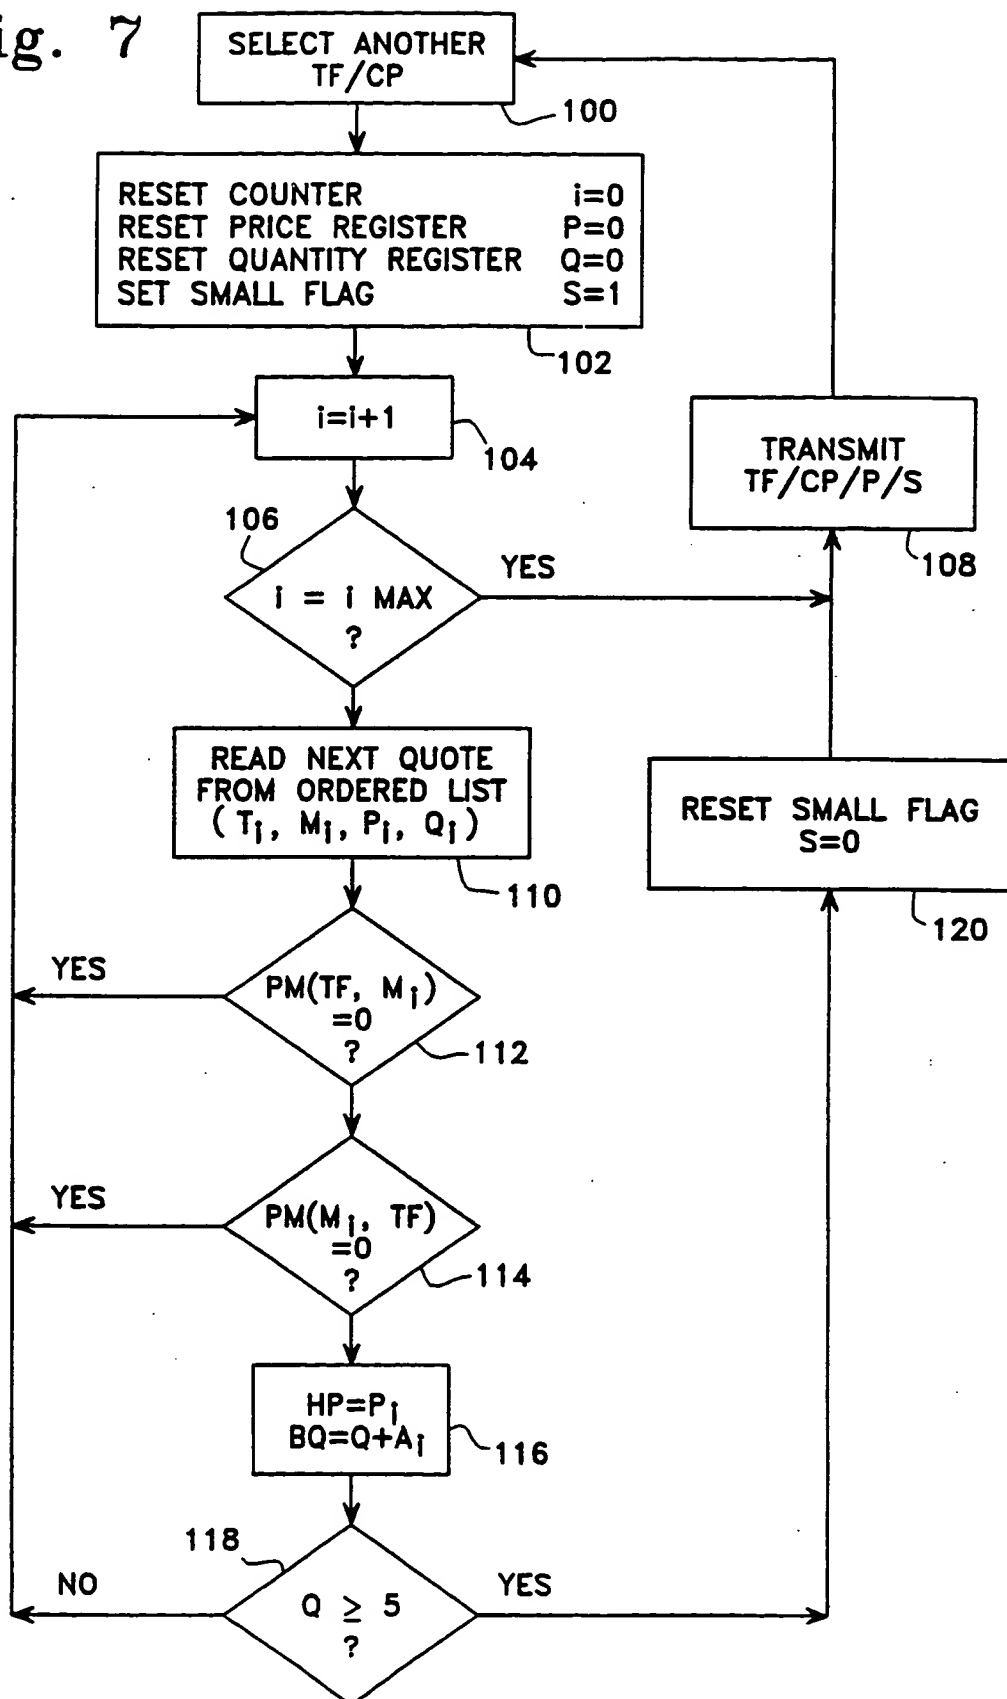 ig. 7
SELECT ANOTHER
TF/CP
100
RESET COUNTER i=0
RESET PRICE REGISTER P=0
RESET QUANTITY REGISTER Q=0
SET SMALL FLAG S=1
102
i=i+1
104
TRANSMIT
TF/CP/P/S
108
106
i = i MAX
?
YES
READ NEXT QUOTE
FROM ORDERED LIST
( Ti, Mi, Pi, Qi )
110
RESET SMALL FLAG
S=0
120
YES
PM(TF, Mi)
=0
?
112
YES
PM(Mi, TF)
=0
?
114
HP=Pi
BQ=Q+Ai
116
118
NO
Q ≥ 5
?
YES